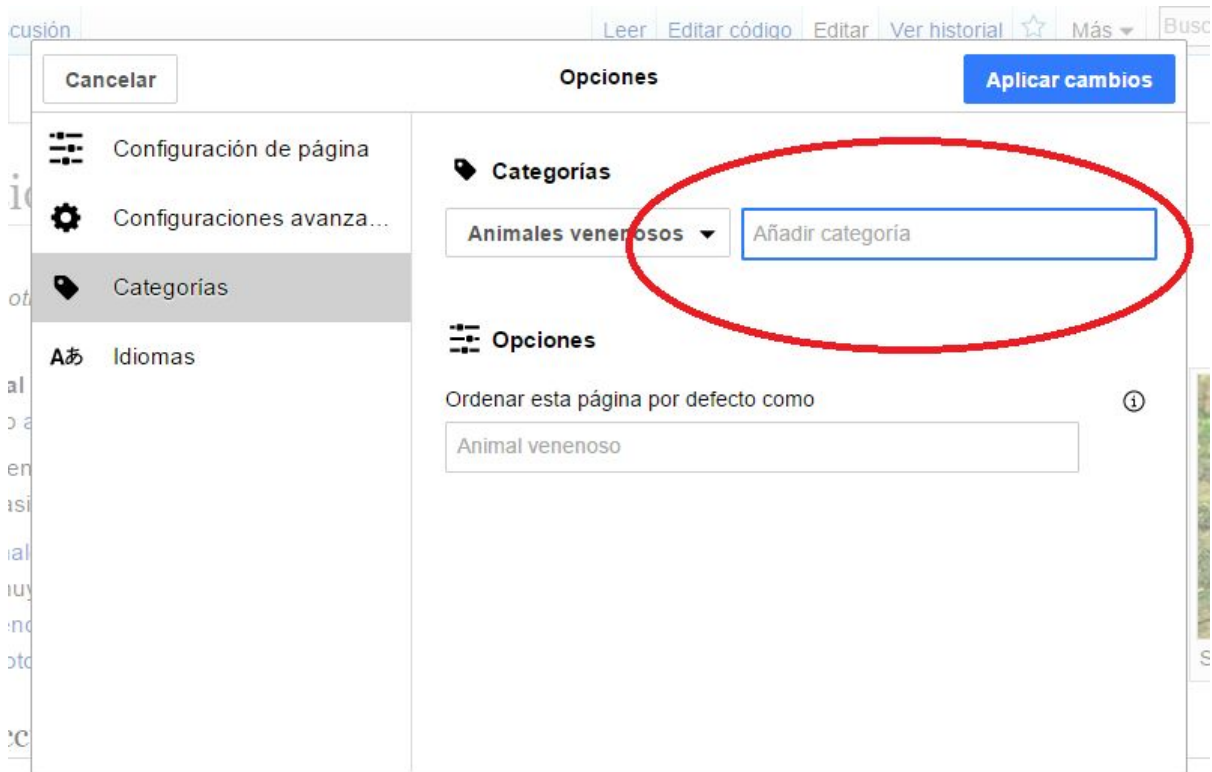 cusión Leer Editar código Editar Ver historial Más Busc
Cancelar Opciones Aplicar cambios
Configuración de página
Configuraciones avanza...
Categorías
Idiomas
Categorías
Animales venenosos Añadir categoría
Opciones
Ordenar esta página por defecto como
Animal venenoso